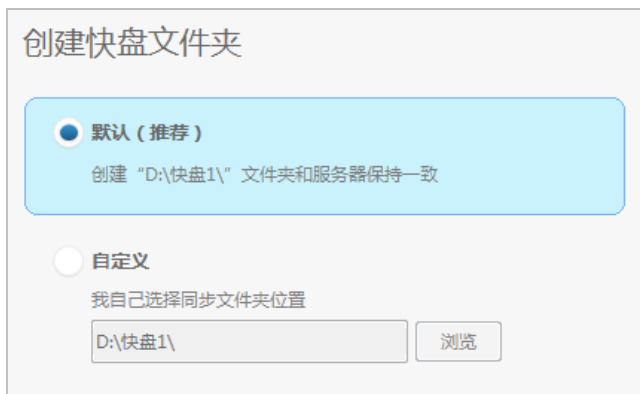 创建快盘文件夹
默认（推荐）
创建“D:\快盘1\”文件夹和服务器保持一致
自定义
我自己选择同步文件夹位置
D:\快盘1\
浏览